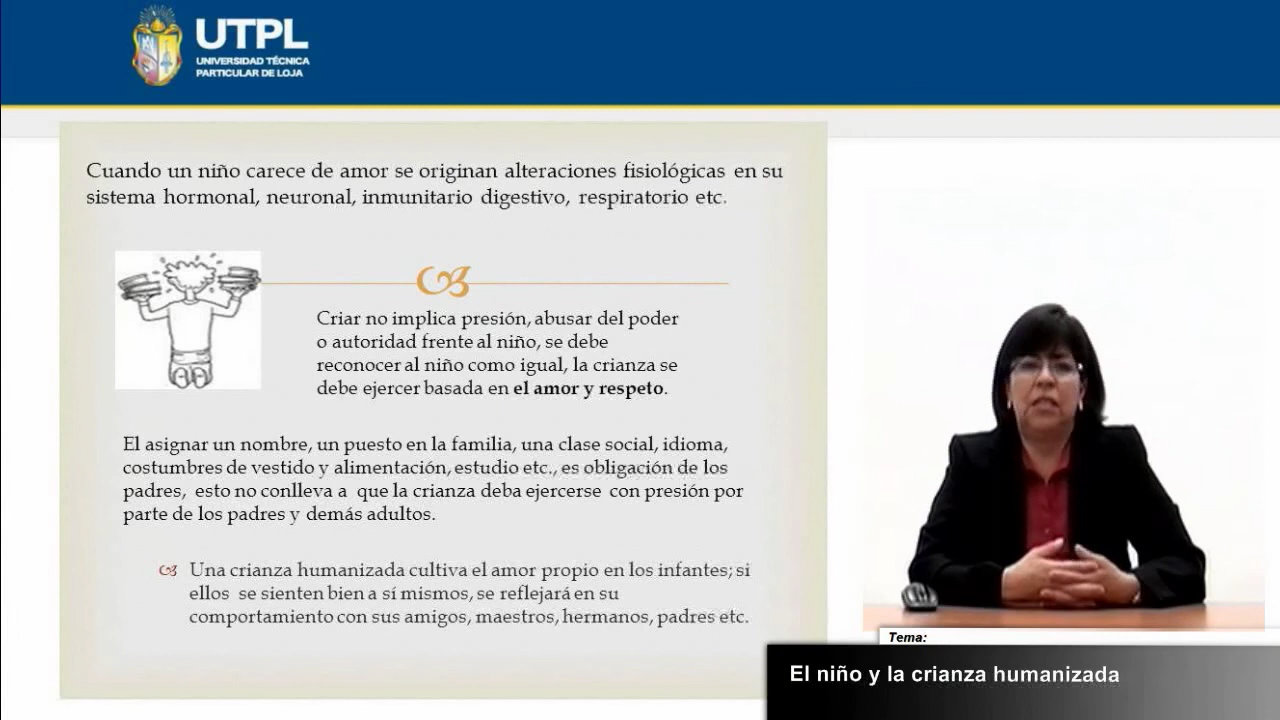 UTPL
UNIVERSIDAD TÉCNICA
PARTICULAR DE LOJA
Cuando un niño carece de amor se originan alteraciones fisiológicas en su
sistema hormonal, neuronal, inmunitario digestivo, respiratorio etc.
Criar no implica presión, abusar del poder
o autoridad frente al niño, se debe
reconocer al niño como igual, la crianza se
debe ejercer basada en el amor y respeto.
El asignar un nombre, un puesto en la familia, una clase social, idioma,
costumbres de vestido y alimentación, estudio etc., es obligación de los
padres, esto no conlleva a que la crianza deba ejercerse con presión por
parte de los padres y demás adultos.
Una crianza humanizada cultiva el amor propio en los infantes; si
ellos se sienten bien a sí mismos, se reflejará en su
comportamiento con sus amigos, maestros, hermanos, padres etc.
Tema:
El niño y la crianza humanizada